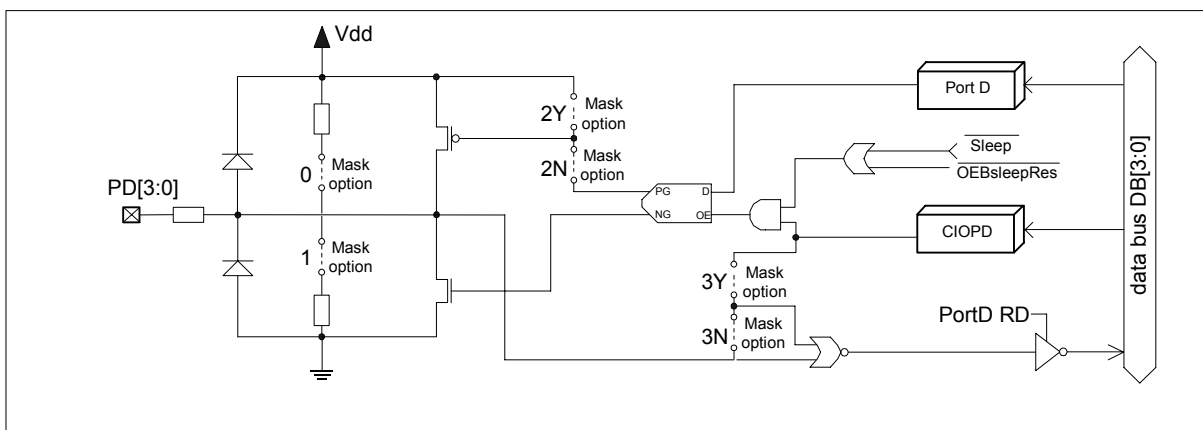 Vdd
2Y
Mask
option
2N
Mask
option
0
Mask
option
1
Mask
option
PD[3:0]
PG
NG
D
OE
Port D
Sleep
OEBsleepRes
CIOPD
3Y
Mask
option
3N
Mask
option
PortD RD
data bus DB[3:0]